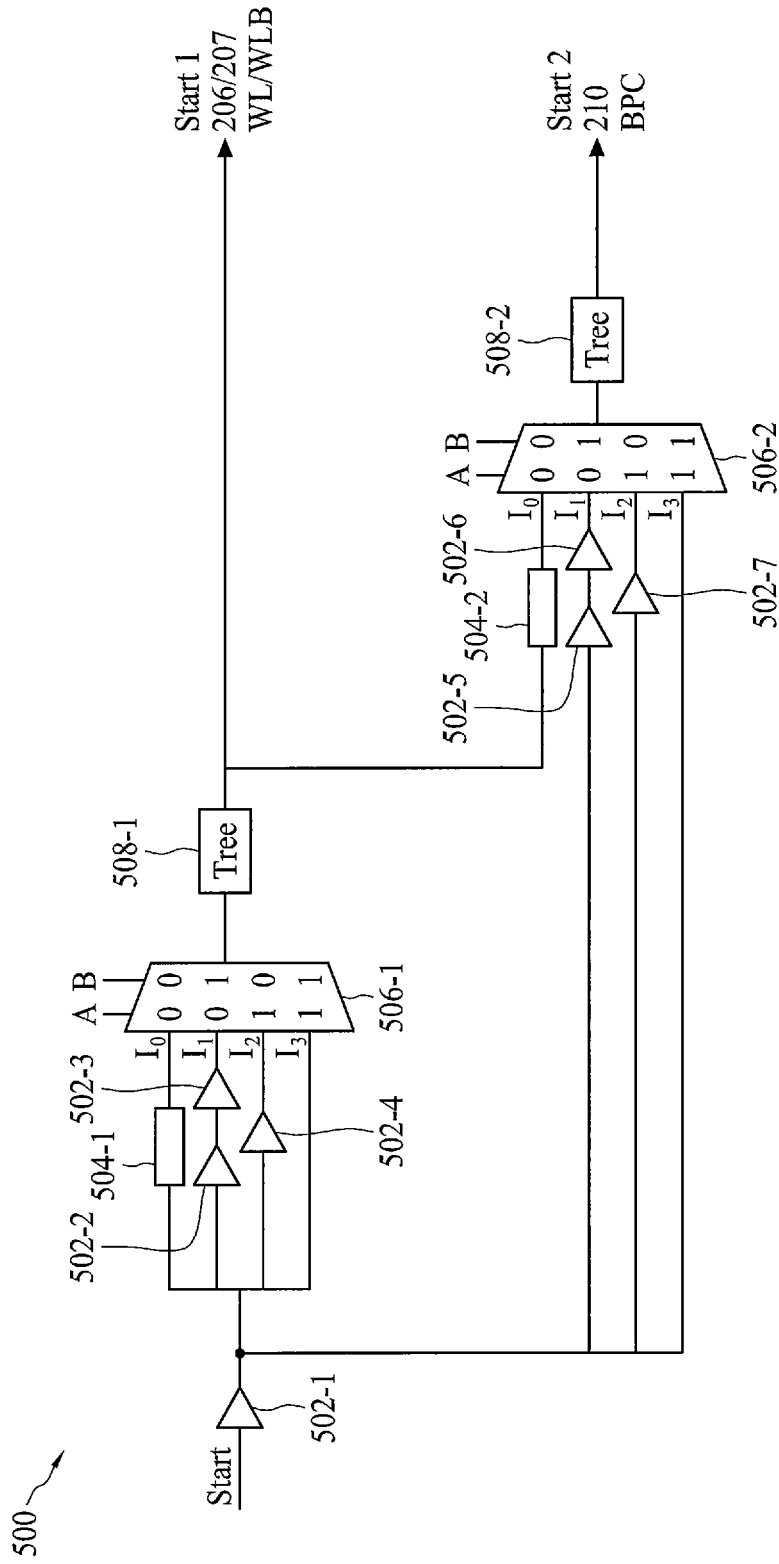 500
Start
502-1
502-2
504-1
502-3
502-4
I0
I1
I2
I3
A B
0 0
0 1
1 0
1 1
506-1
508-1
Tree
Start 1
206/207
WL/WLB
502-5
504-2
502-6
502-7
I0
I1
I2
I3
A B
0 0
0 1
1 0
1 1
506-2
508-2
Tree
Start 2
210
BPC